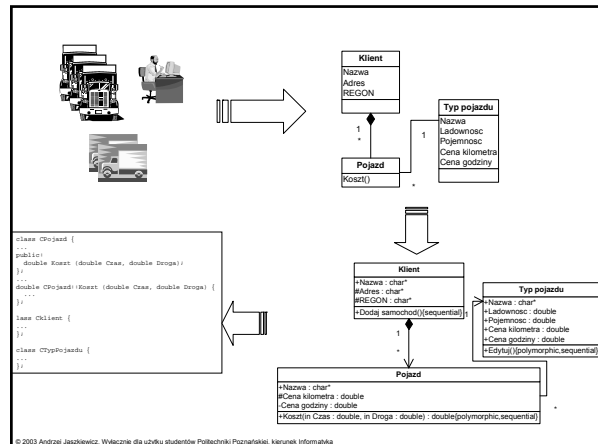 Klient
Nazwa
Adres
REGON
1
*
Pojazd
Koszt()
1
*
Typ pojazdu
Nazwa
Ladownosc
Pojemnosc
Cena kilometra
Cena godziny
class CPojazd {
...
public:
double Koszt (double Czas, double Droga);
};
...
double CPojazd::Koszt (double Czas, double Droga) {
...
};
lass Cklient {
...
};
class CTypPojazdu {
...
};
Klient
+Nazwa : char*
#Adres : char*
#REGON : char*
+Dodaj samochod(){sequential}
1
*
1
*
Typ pojazdu
+Nazwa : char*
+Ladownosc : double
+Pojemnosc : double
+Cena kilometra : double
+Cena godziny : double
+Edytuj(){polymorphic,sequential}
Pojazd
+Nazwa : char*
#Cena kilometra : double
-Cena godziny : double
+Koszt(in Czas : double, in Droga : double) : double{polymorphic,sequential}
© 2003 Andrzej Jaszkiewicz. Wyłącznie dla użytku studentów Politechniki Poznańskiej, kierunek Informatyka